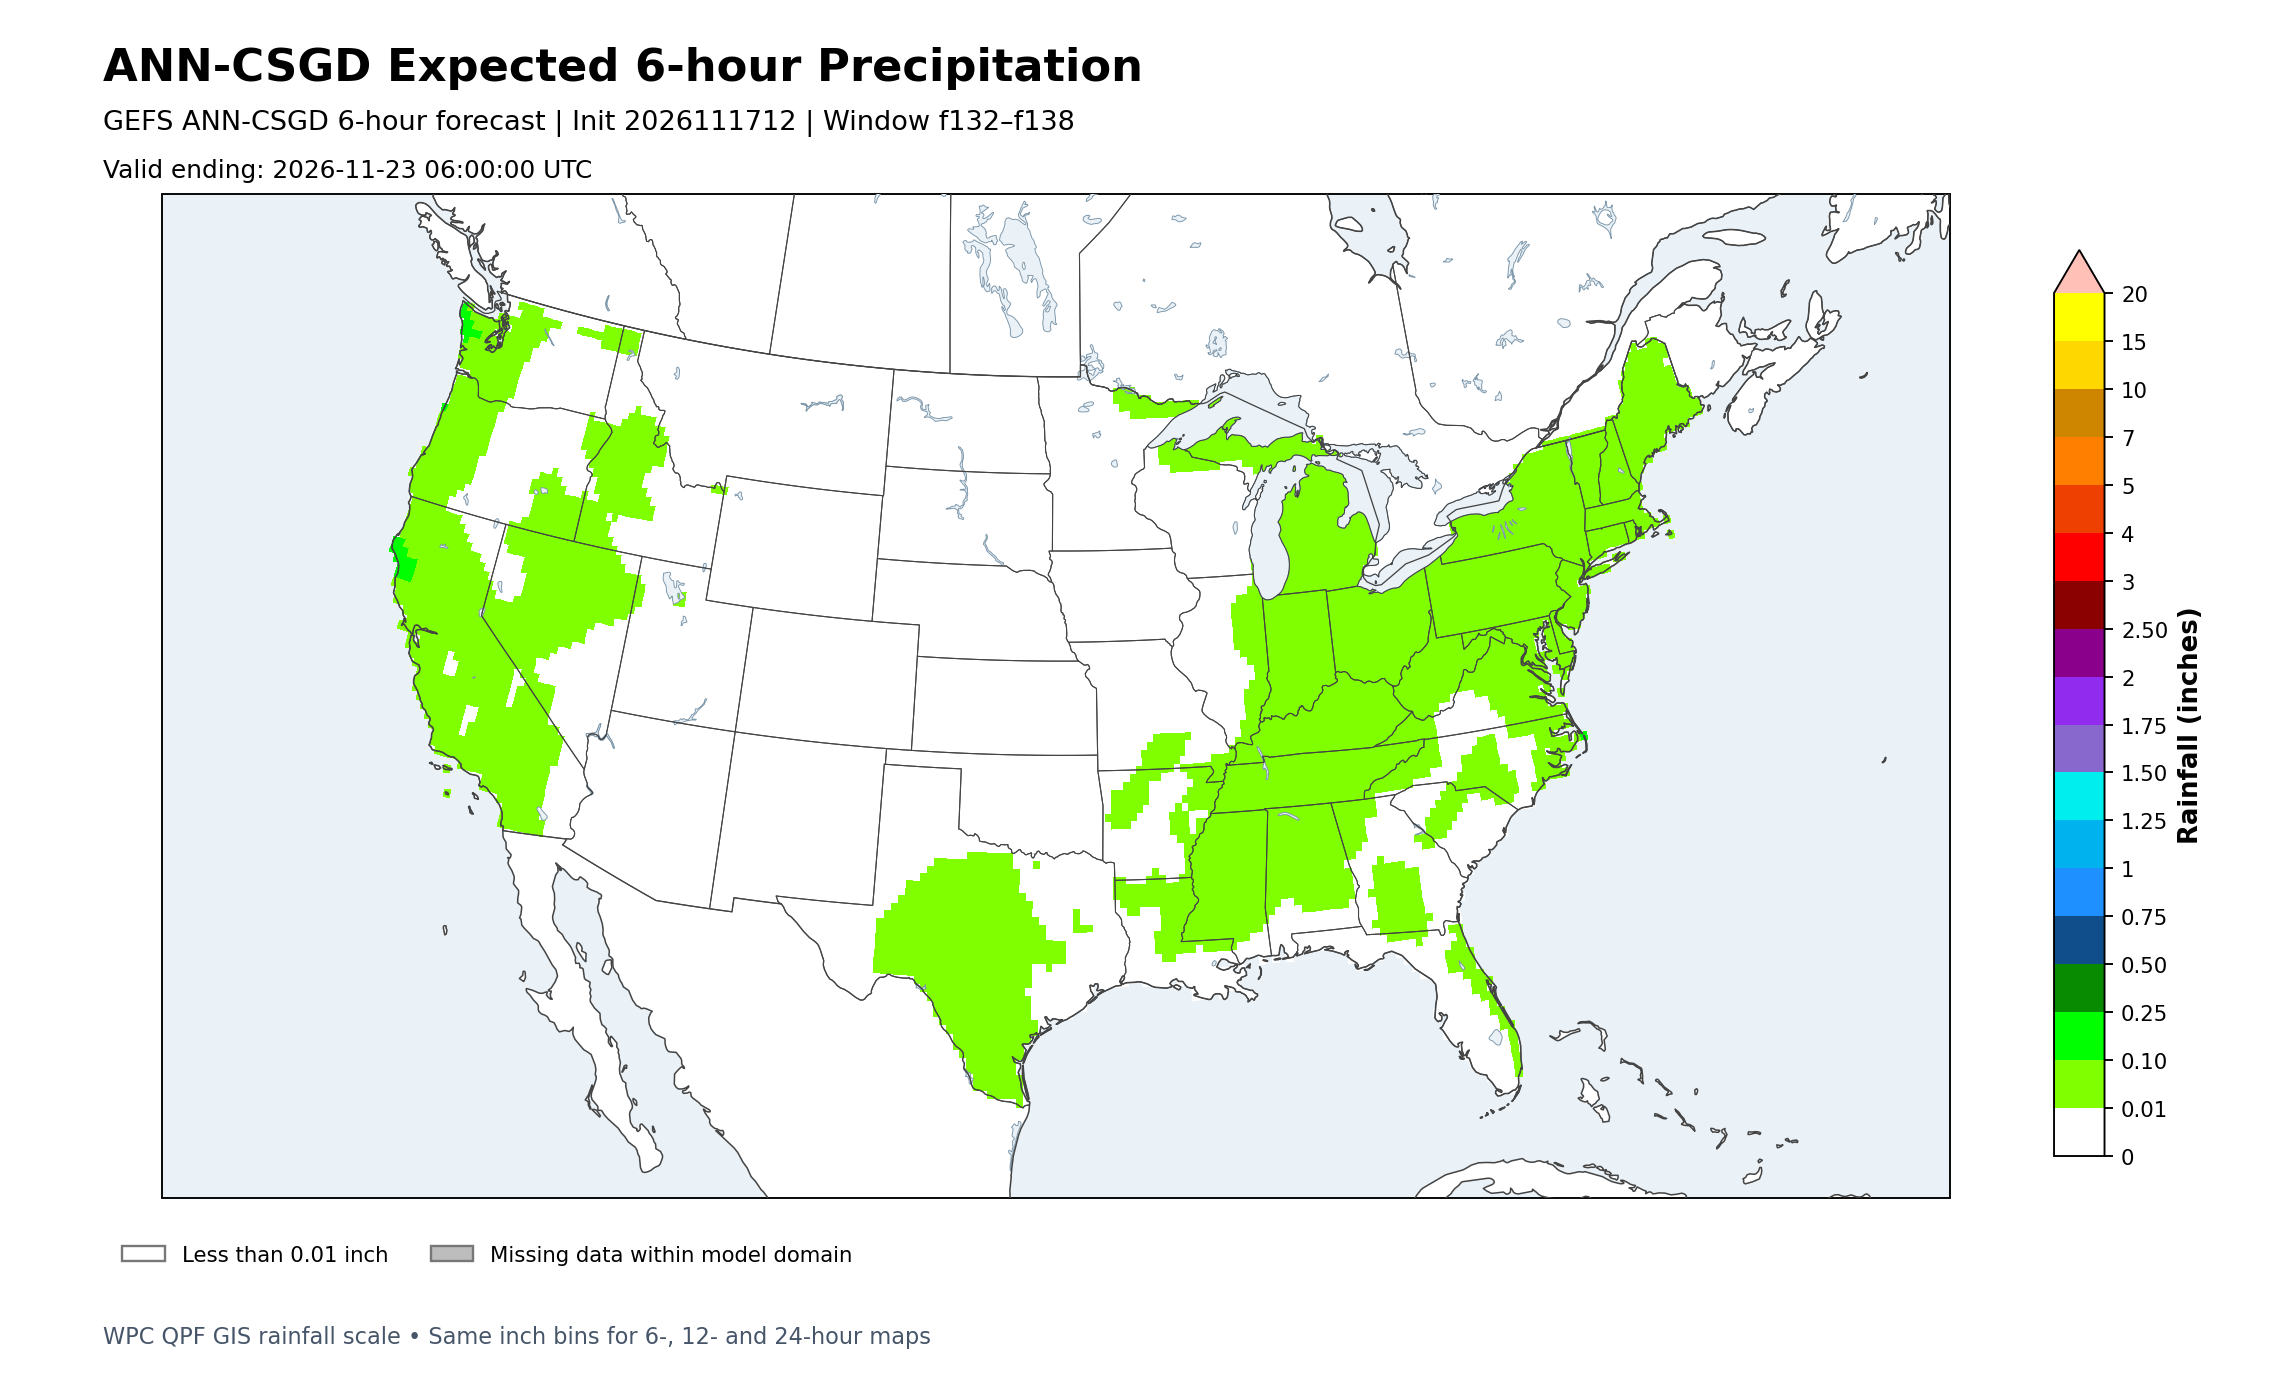 ANN-CSGD Expected 6-hour Precipitation
GEFS ANN-CSGD 6-hour forecast | Init 2026111712 | Window f132–f138
Valid ending: 2026-11-23 06:00:00 UTC
20
15
10
7
5
4
3
2.50
2
1.75
1.50
1.25
1
0.75
0.50
0.25
0.10
0.01
0
Rainfall (inches)
Less than 0.01 inch
Missing data within model domain
WPC QPF GIS rainfall scale • Same inch bins for 6-, 12- and 24-hour maps